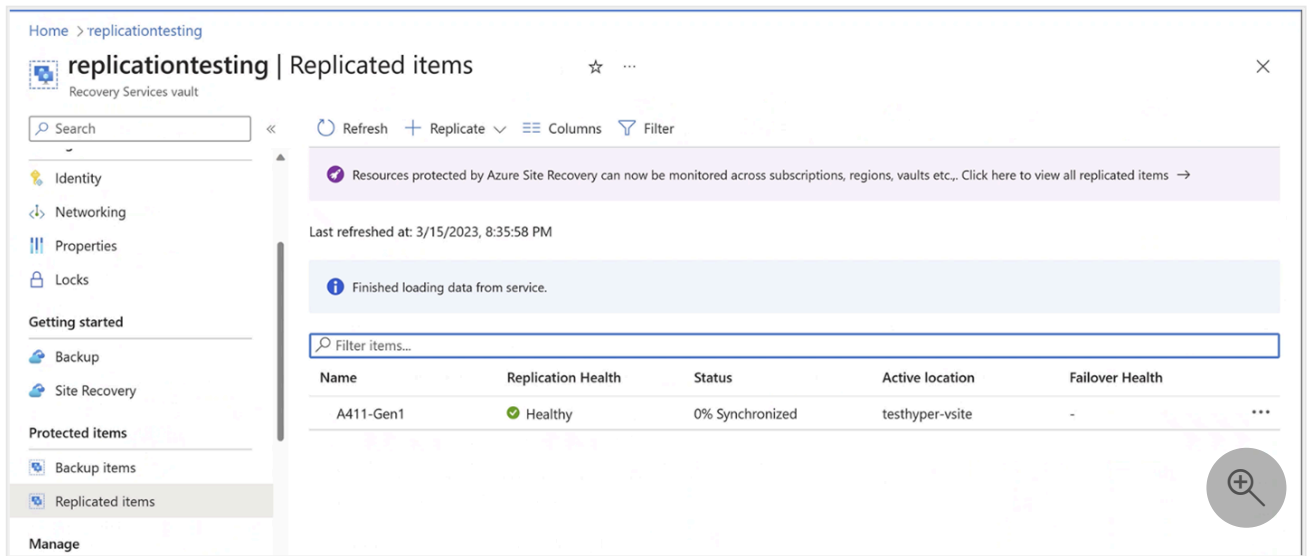 Home > replicationtesting
replicationtesting | Replicated items
Recovery Services vault
Search
Identity
Networking
Properties
Locks
Getting started
Backup
Site Recovery
Protected items
Backup items
Replicated items
Manage
Refresh Replicate Columns Filter
Resources protected by Azure Site Recovery can now be monitored across subscriptions, regions, vaults etc.,. Click here to view all replicated items →
Last refreshed at: 3/15/2023, 8:35:58 PM
Finished loading data from service.
Filter items...
Name Replication Health Status Active location Failover Health
A411-Gen1 Healthy 0% Synchronized testhyper-vsite -